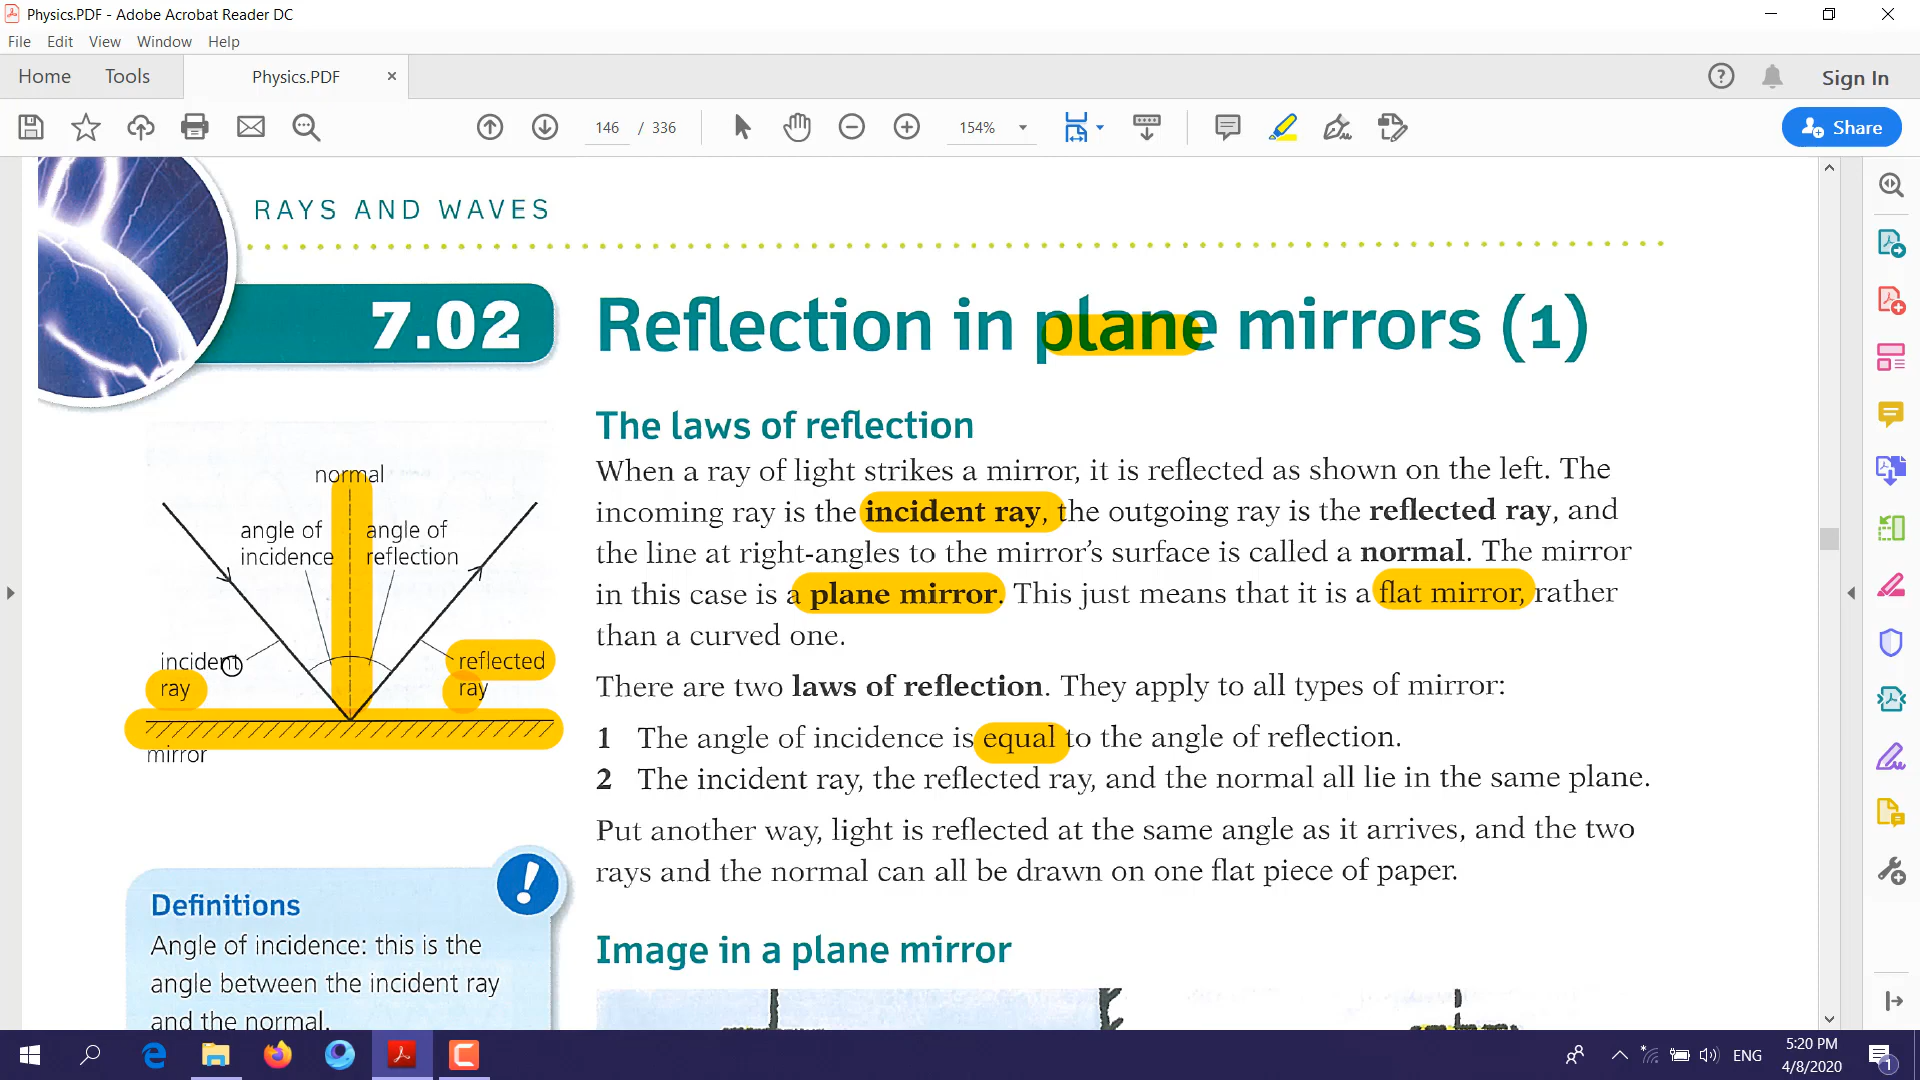 Physics.PDF - Adobe Acrobat Reader DC
File Edit View Window Help
Home Tools Physics.PDF × Sign In
146 / 336 154% Share
RAYS AND WAVES
7.02 Reflection in plane mirrors (1)
normal
angle of incidence
angle of reflection
incident ray
reflected ray
mirror
The laws of reflection
When a ray of light strikes a mirror, it is reflected as shown on the left. The
incoming ray is the incident ray, the outgoing ray is the reflected ray, and
the line at right-angles to the mirror's surface is called a normal. The mirror
in this case is a plane mirror. This just means that it is a flat mirror, rather
than a curved one.
There are two laws of reflection. They apply to all types of mirror:
1 The angle of incidence is equal to the angle of reflection.
2 The incident ray, the reflected ray, and the normal all lie in the same plane.
Put another way, light is reflected at the same angle as it arrives, and the two
rays and the normal can all be drawn on one flat piece of paper.
Definitions
Angle of incidence: this is the
angle between the incident ray
and the normal.
Image in a plane mirror
ENG
5:20 PM
4/8/2020
1